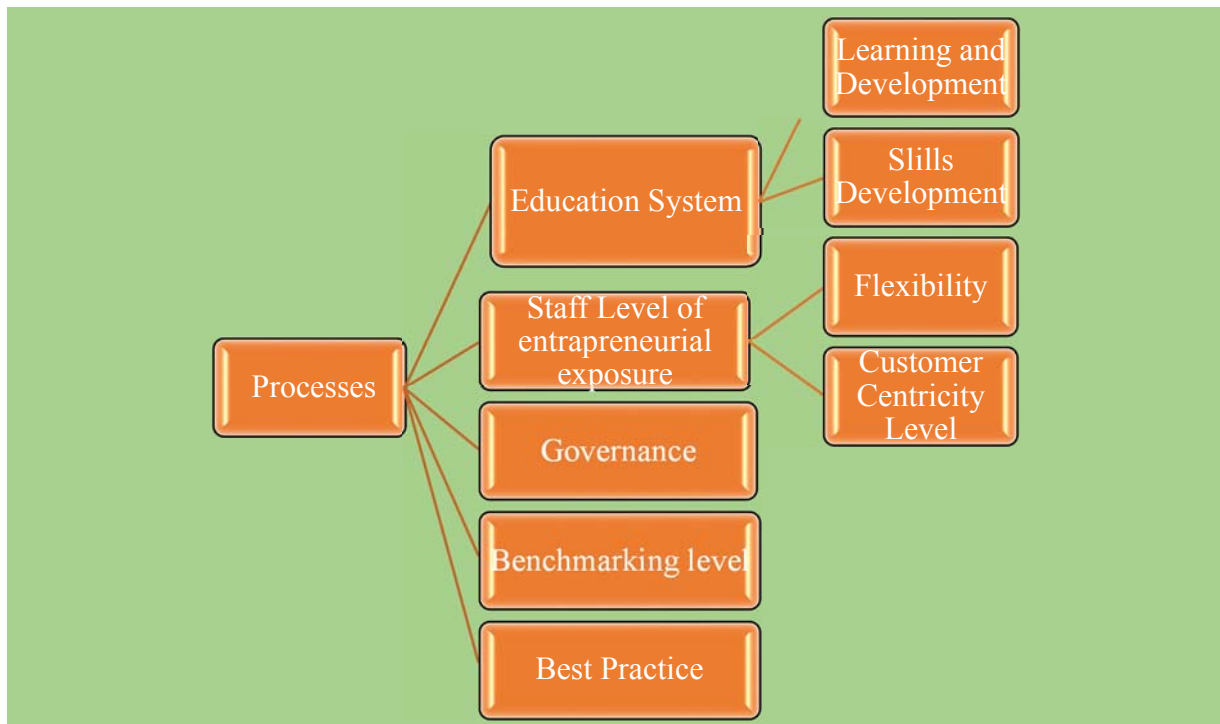 Processes
Education System
Staff Level of
entrapreneurial
exposure
Governance
Benchmarking level
Best Practice
Learning and
Development
Slills
Development
Flexibility
Customer
Centricity
Level